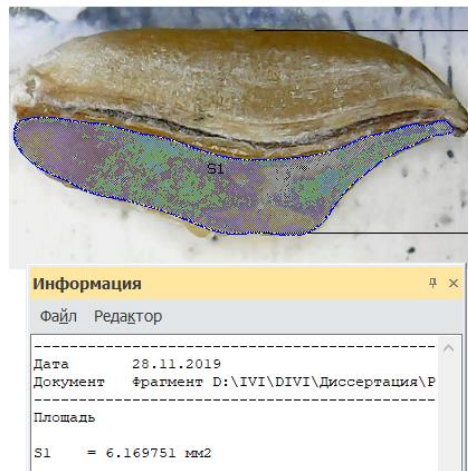 S1
Информация
Файл Редактор
Дата 28.11.2019
Документ Фрагмент D:\IVI\DIVI\Диссертация\Р
Площадь
S1 = 6.169751 мм2